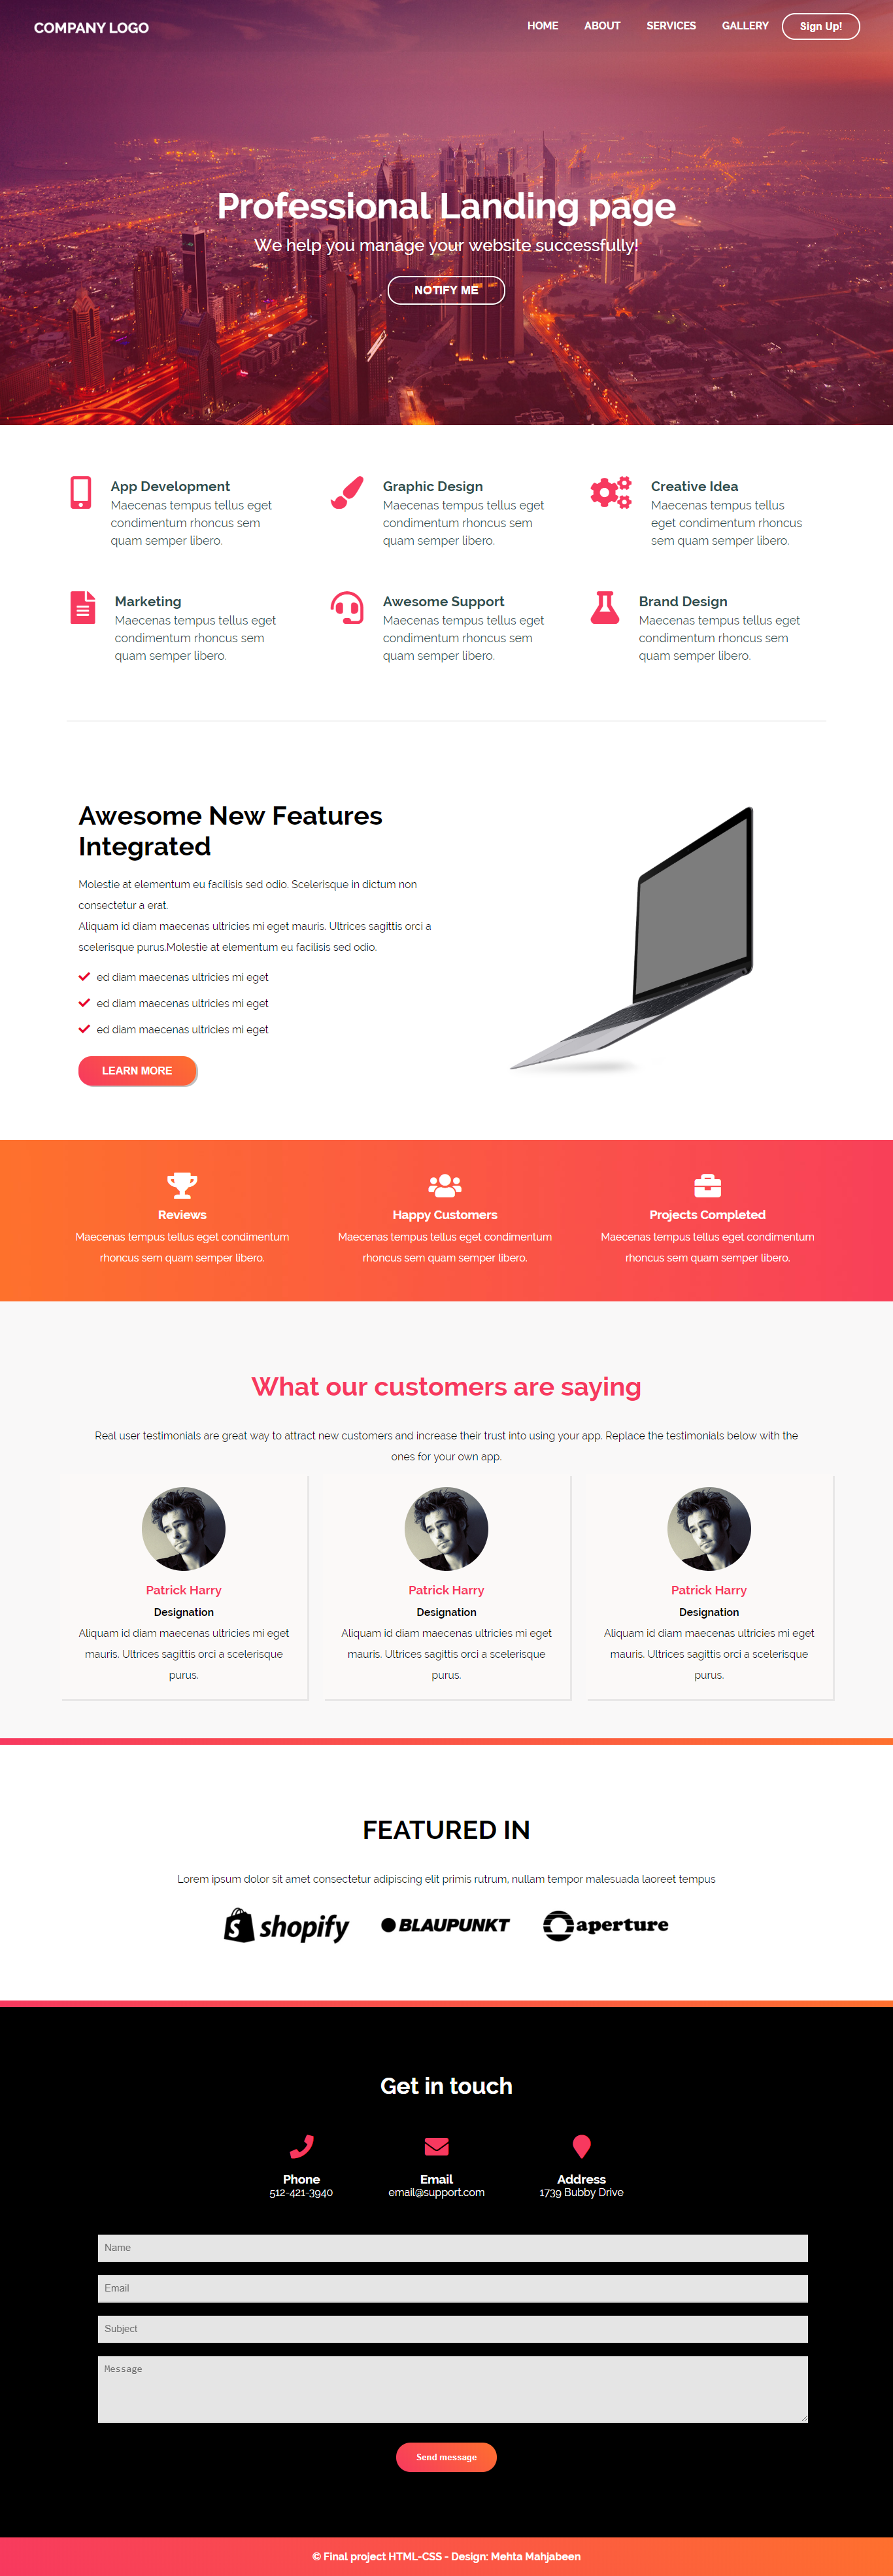 COMPANY LOGO
HOME ABOUT SERVICES GALLERY Sign Up!
Professional Landing page
We help you manage your website successfully!
NOTIFY ME
App Development
Maecenas tempus tellus eget
condimentum rhoncus sem
quam semper libero.
Graphic Design
Maecenas tempus tellus eget
condimentum rhoncus sem
quam semper libero.
Creative Idea
Maecenas tempus tellus
eget condimentum rhoncus
sem quam semper libero.
Marketing
Maecenas tempus tellus eget
condimentum rhoncus sem
quam semper libero.
Awesome Support
Maecenas tempus tellus eget
condimentum rhoncus sem
quam semper libero.
Brand Design
Maecenas tempus tellus eget
condimentum rhoncus sem
quam semper libero.
Awesome New Features
Integrated
Molestie at elementum eu facilisis sed odio. Scelerisque in dictum non
consectetur a erat.
Aliquam id diam maecenas ultricies mi eget mauris. Ultrices sagittis orci a
scelerisque purus.Molestie at elementum eu facilisis sed odio.
ed diam maecenas ultricies mi eget
ed diam maecenas ultricies mi eget
ed diam maecenas ultricies mi eget
LEARN MORE
Reviews
Maecenas tempus tellus eget condimentum
rhoncus sem quam semper libero.
Happy Customers
Maecenas tempus tellus eget condimentum
rhoncus sem quam semper libero.
Projects Completed
Maecenas tempus tellus eget condimentum
rhoncus sem quam semper libero.
What our customers are saying
Real user testimonials are great way to attract new customers and increase their trust into using your app. Replace the testimonials below with the
ones for your own app.
Patrick Harry
Designation
Aliquam id diam maecenas ultricies mi eget
mauris. Ultrices sagittis orci a scelerisque
purus.
Patrick Harry
Designation
Aliquam id diam maecenas ultricies mi eget
mauris. Ultrices sagittis orci a scelerisque
purus.
Patrick Harry
Designation
Aliquam id diam maecenas ultricies mi eget
mauris. Ultrices sagittis orci a scelerisque
purus.
FEATURED IN
Lorem ipsum dolor sit amet consectetur adipiscing elit primis rutrum, nullam tempor malesuada laoreet tempus
shopify BLAUPUNKT aperture
Get in touch
Phone
512-421-3940
Email
email@support.com
Address
1739 Bubby Drive
Name
Email
Subject
Message
Send message
© Final project HTML-CSS - Design: Mehta Mahjabeen